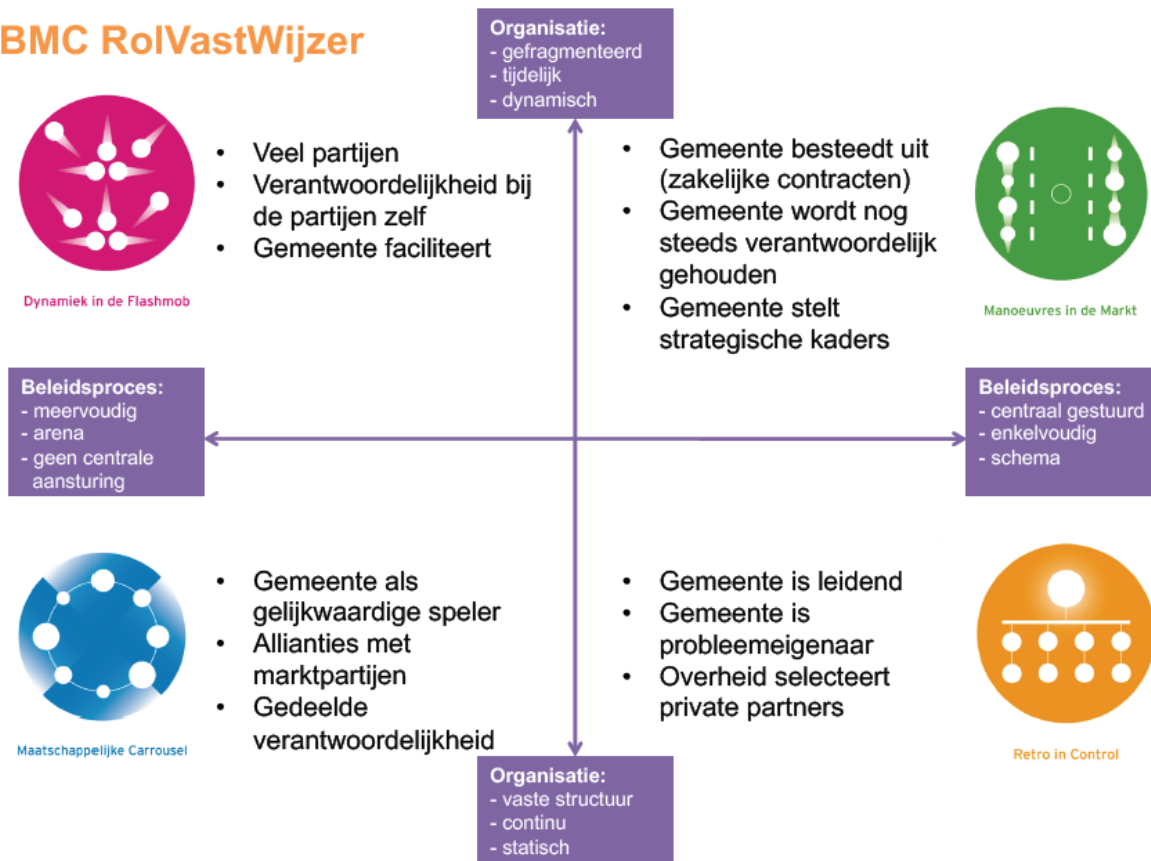 BMC RolVastWijzer
Organisatie:
- gefragmenteerd
- tijdelijk
- dynamisch
• Veel partijen
• Verantwoordelijkheid bij
de partijen zelf
• Gemeente faciliteert
Dynamiek in de Flashmob
• Gemeente besteedt uit
(zakelijke contracten)
• Gemeente wordt nog
steeds verantwoordelijk
gehouden
• Gemeente stelt
strategische kaders
Manoeuvres in de Markt
Beleidsproces:
- meervoudig
- arena
- geen centrale
aansturing
Beleidsproces:
- centraal gestuurd
- enkelvoudig
- schema
• Gemeente als
gelijkwaardige speler
• Allianties met
marktpartijen
• Gedeelde
verantwoordelijkheid
Maatschappelijke Carrousel
• Gemeente is leidend
• Gemeente is
probleemeigenaar
• Overheid selecteert
private partners
Retro in Control
Organisatie:
- vaste structuur
- continu
- statisch